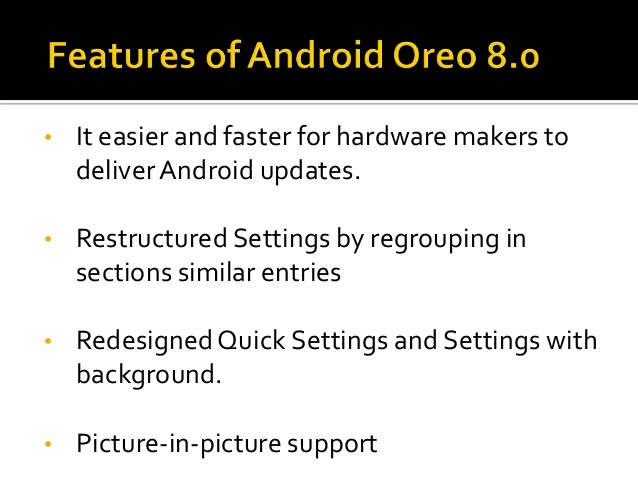 Features of Android Oreo 8.0
• It easier and faster for hardware makers to
deliver Android updates.
• Restructured Settings by regrouping in
sections similar entries
• Redesigned Quick Settings and Settings with
background.
• Picture-in-picture support